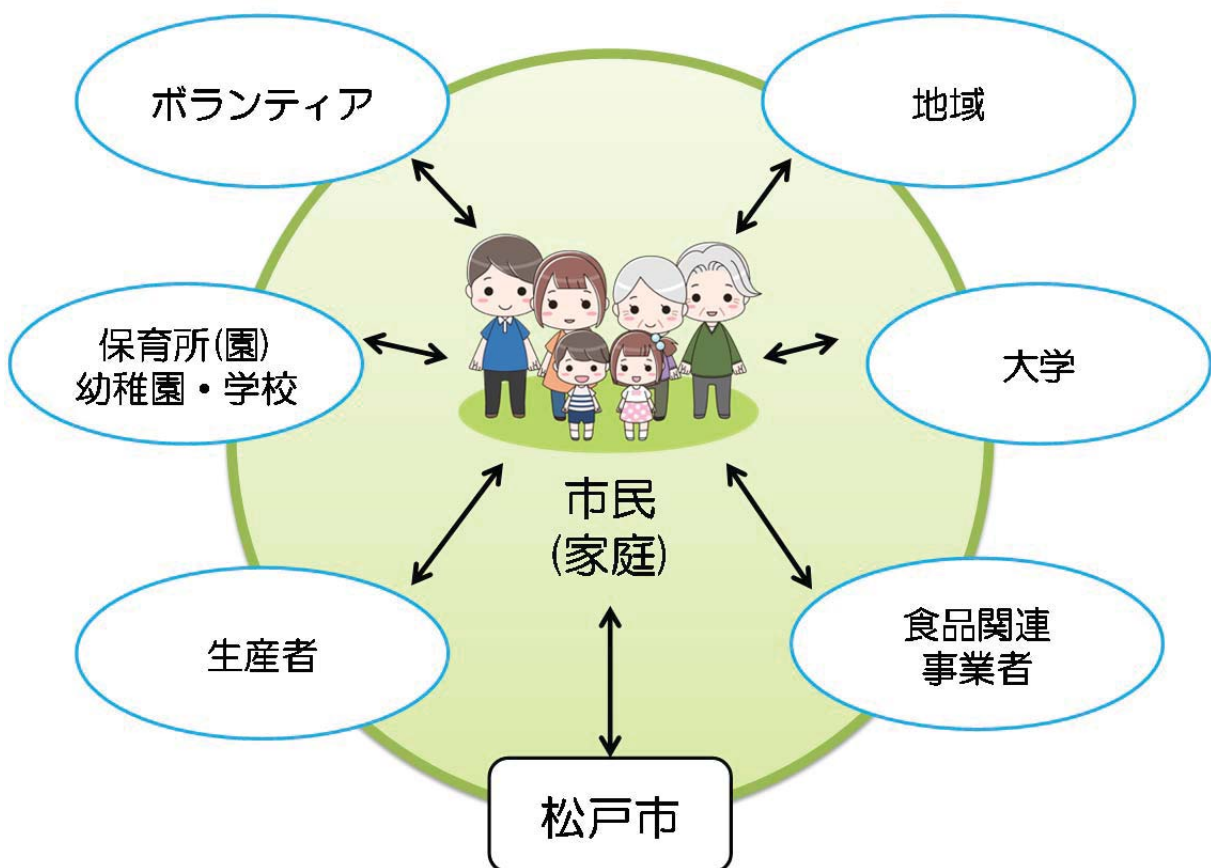 ボランティア
地域
保育所(園)
幼稚園・学校
大学
市民
(家庭)
生産者
食品関連
事業者
松戸市